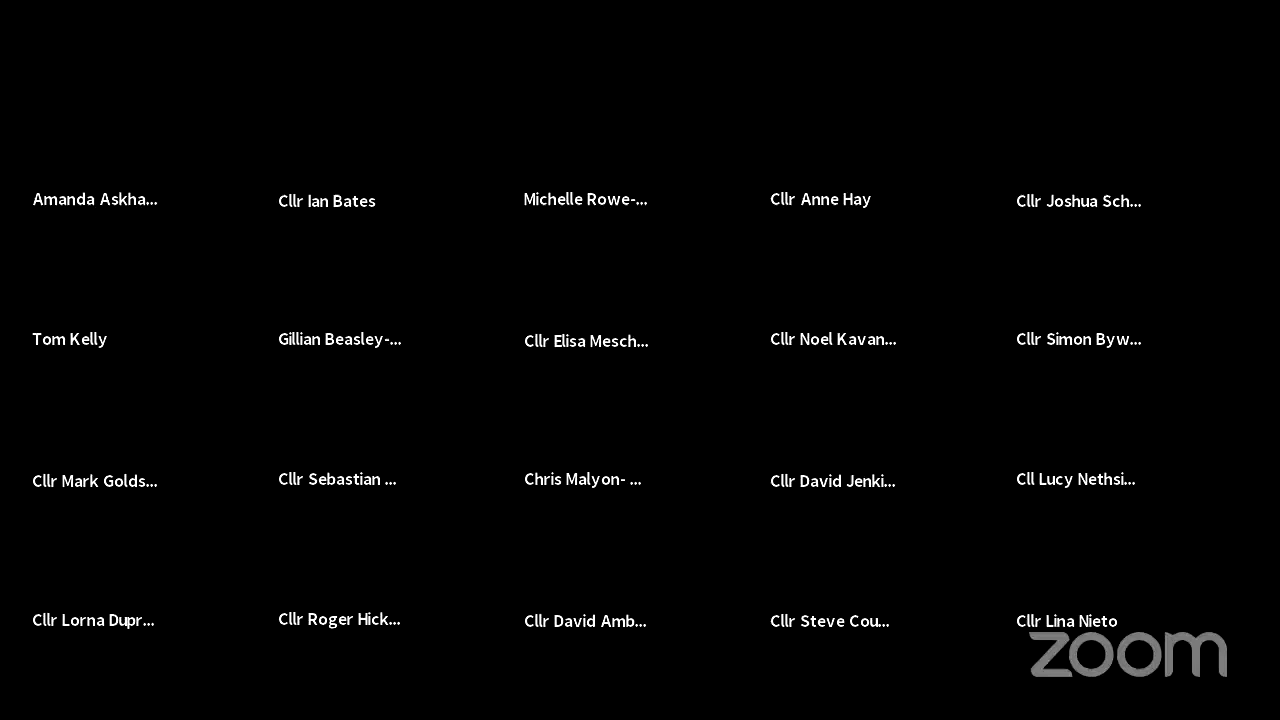 Amanda Askha...
Cllr Ian Bates
Michelle Rowe-...
Cllr Anne Hay
Cllr Joshua Sch...
Tom Kelly
Gillian Beasley-...
Cllr Elisa Mesch...
Cllr Noel Kavan...
Cllr Simon Byw...
Cllr Mark Golds...
Cllr Sebastian ...
Chris Malyon- ...
Cllr David Jenki...
Cll Lucy Nethsi...
Cllr Lorna Dupr...
Cllr Roger Hick...
Cllr David Amb...
Cllr Steve Cou...
Cllr Lina Nieto
zoom